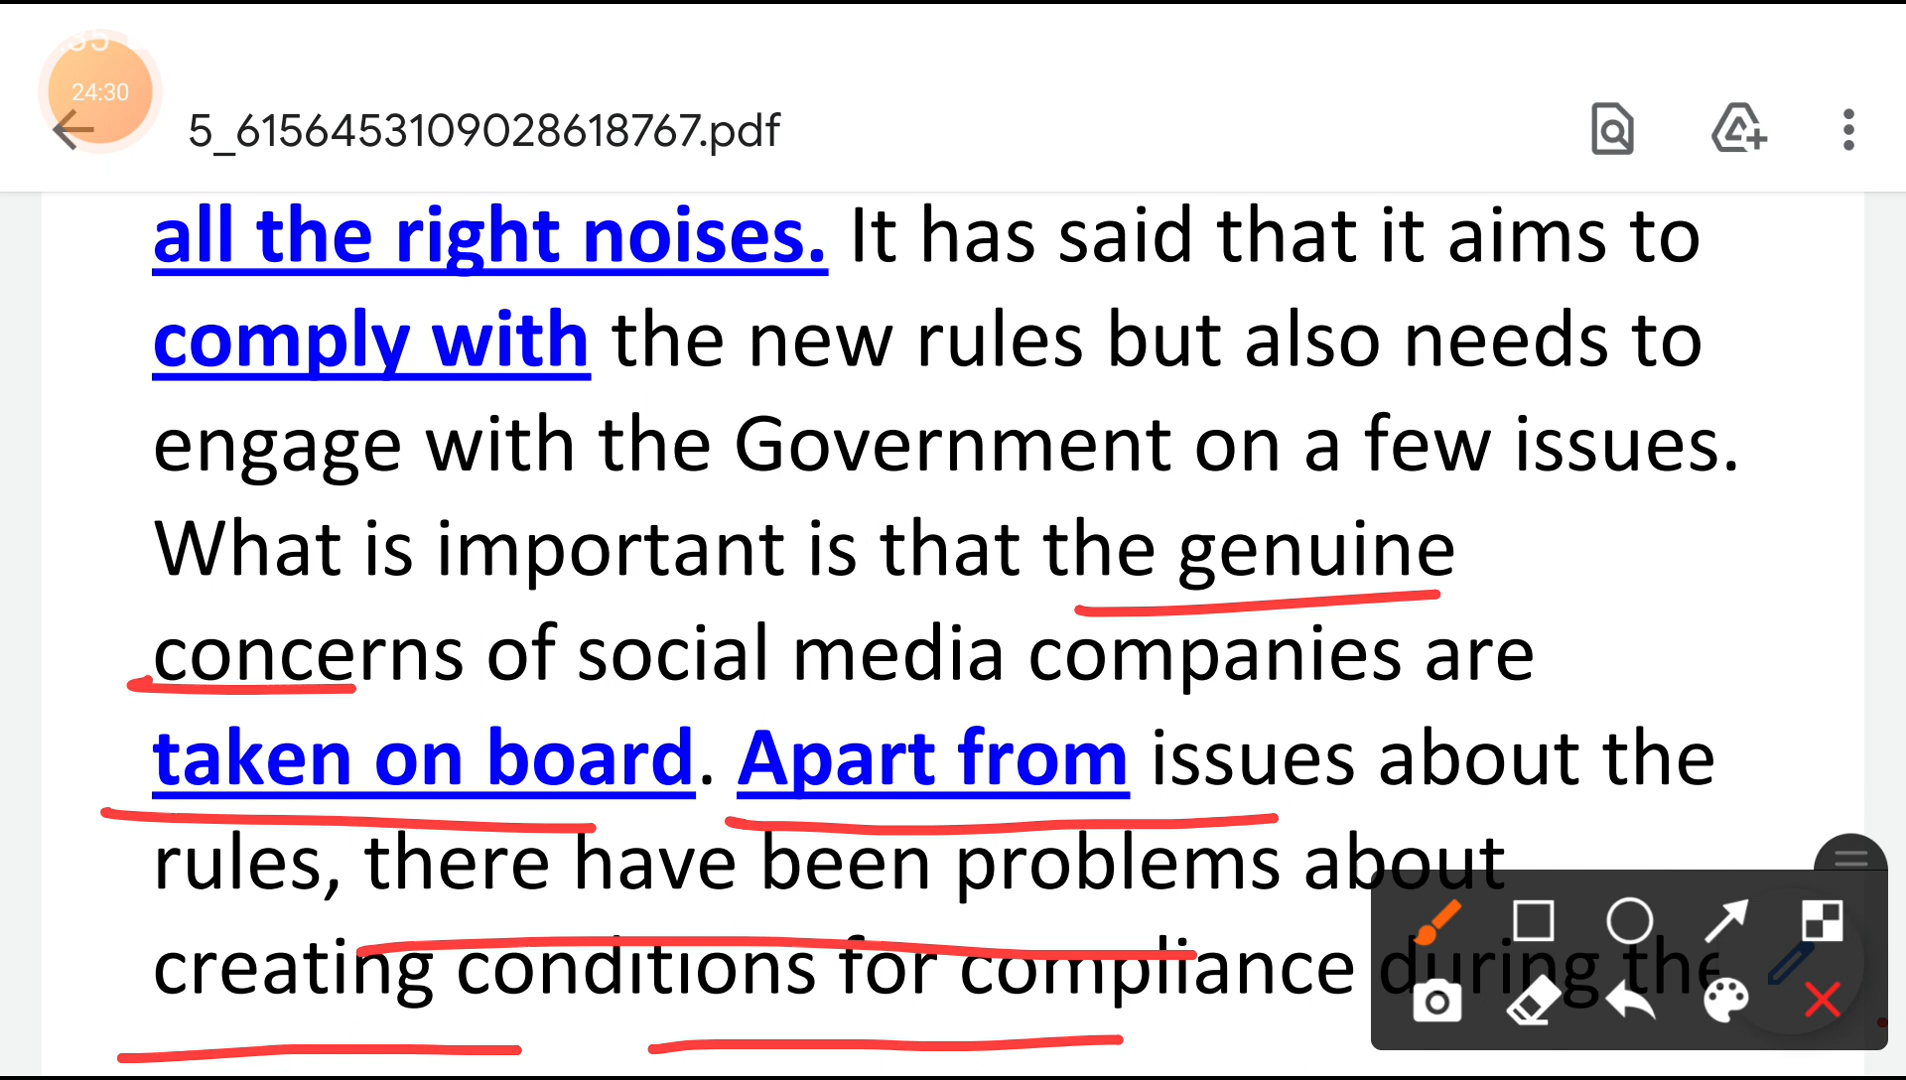 24:30
5_6156453109028618767.pdf
all the right noises. It has said that it aims to
comply with the new rules but also needs to
engage with the Government on a few issues.
What is important is that the genuine
concerns of social media companies are
taken on board. Apart from issues about the
rules, there have been problems about
creating conditions for compliance during the